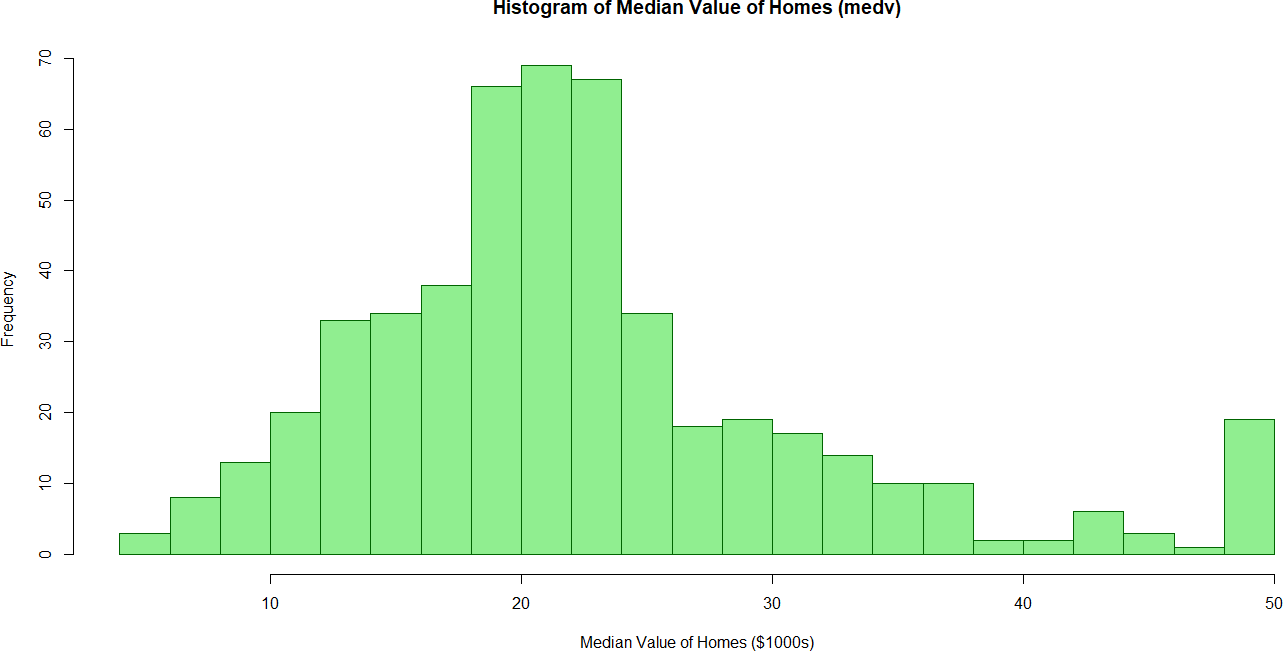 Histogram of Median Value of Homes (medv)
70
60
50
40
30
20
10
0
Frequency
10 20 30 40 50
Median Value of Homes ($1000s)